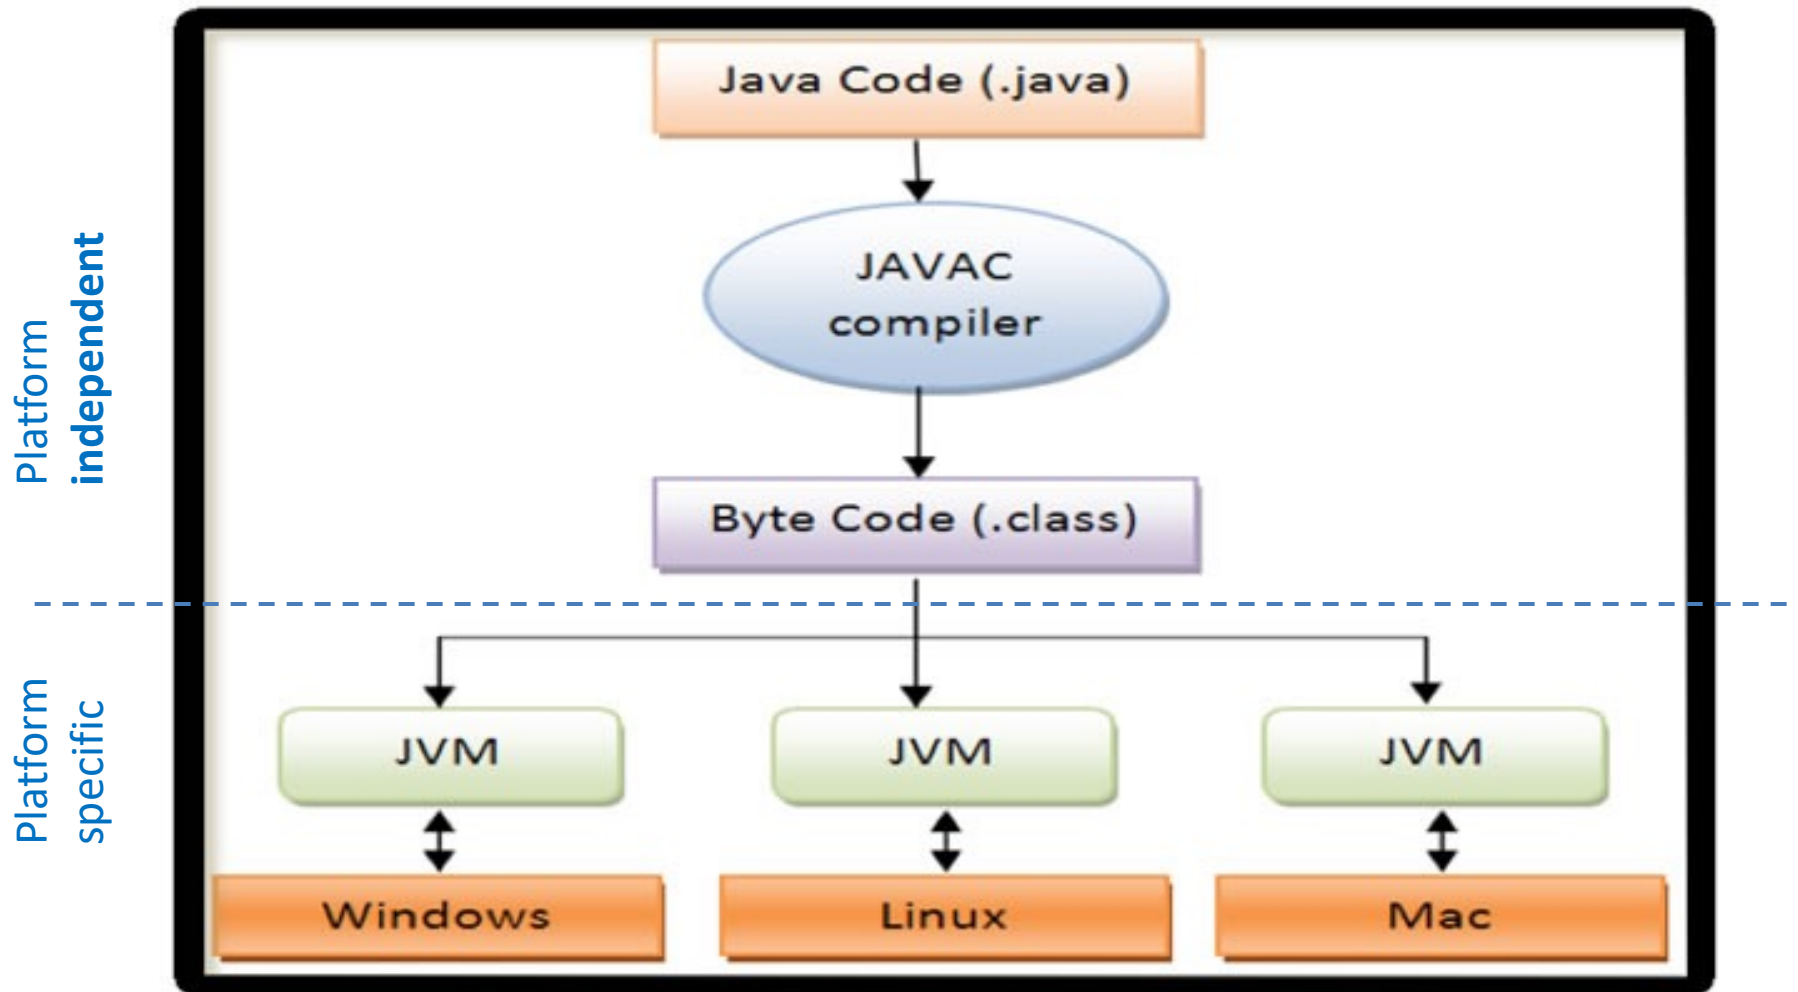 Java Code (.java)
JAVAC
compiler
Byte Code (.class)
Platform
independent
JVM
JVM
JVM
Platform
specific
Windows
Linux
Mac